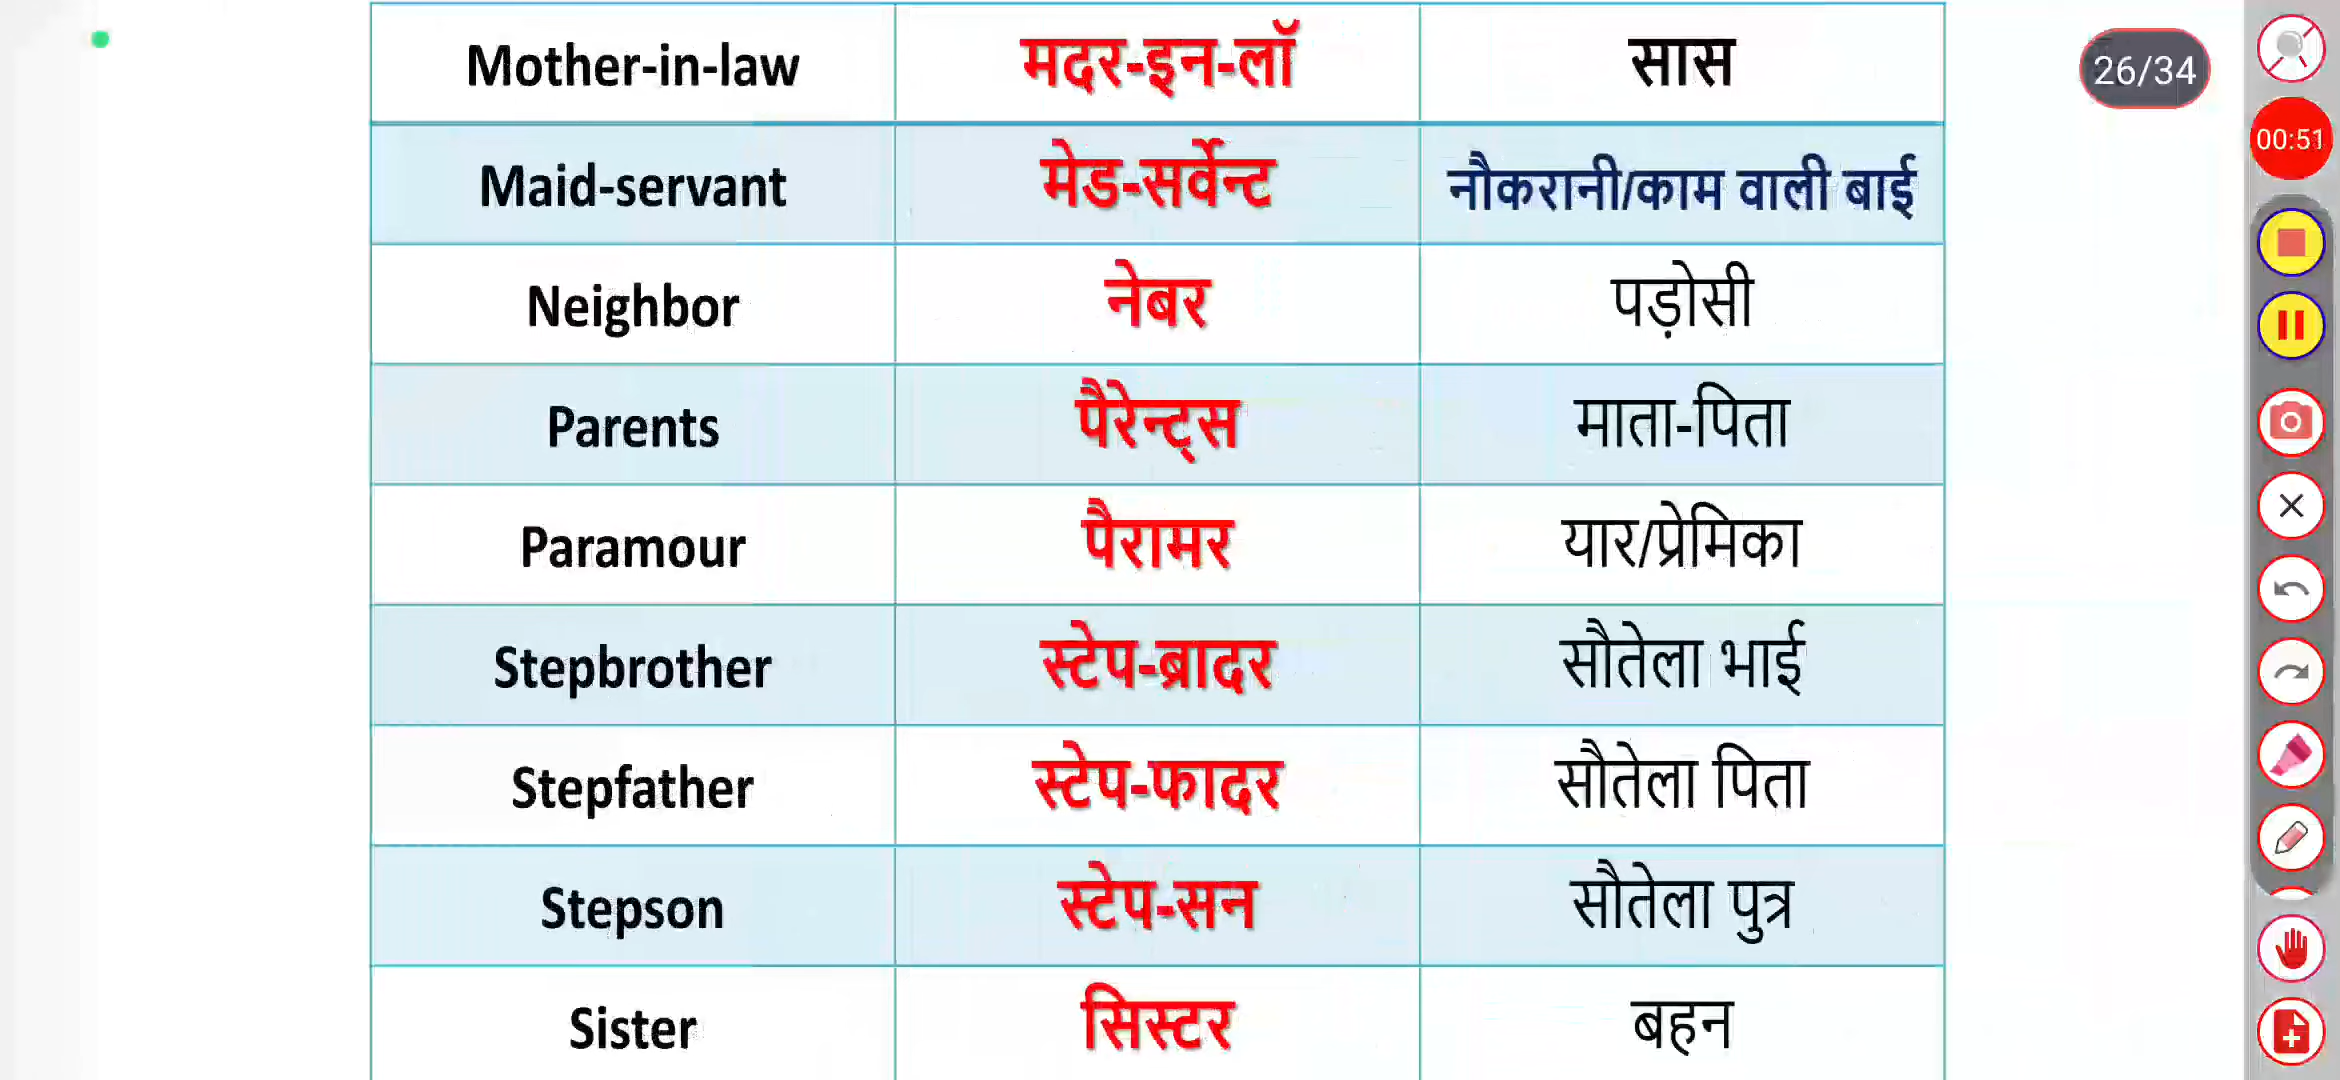 Mother-in-law मदर-इन-लॉ सास
26/34
00:51
Maid-servant मेड-सर्वेन्ट नौकरानी/काम वाली बाई
Neighbor नेबर पड़ोसी
Parents पैरेन्ट्स माता-पिता
Paramour पैरामर यार/प्रेमिका
Stepbrother स्टेप-ब्रादर सौतेला भाई
Stepfather स्टेप-फादर सौतेला पिता
Stepson स्टेप-सन सौतेला पुत्र
Sister सिस्टर बहन